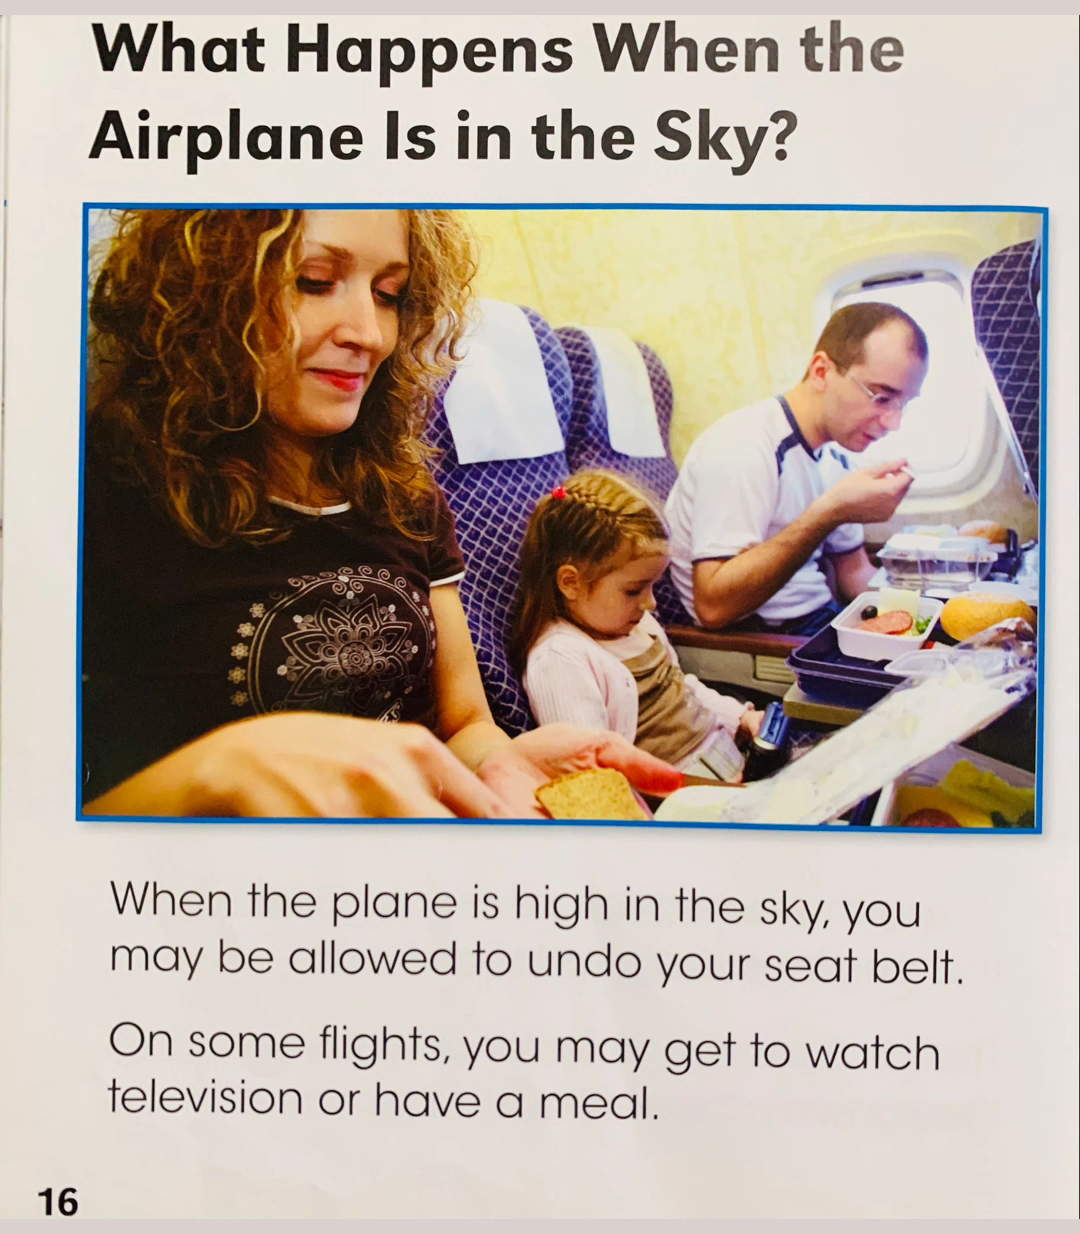 What Happens When the
Airplane Is in the Sky?
When the plane is high in the sky, you
may be allowed to undo your seat belt.
On some flights, you may get to watch
television or have a meal.
16